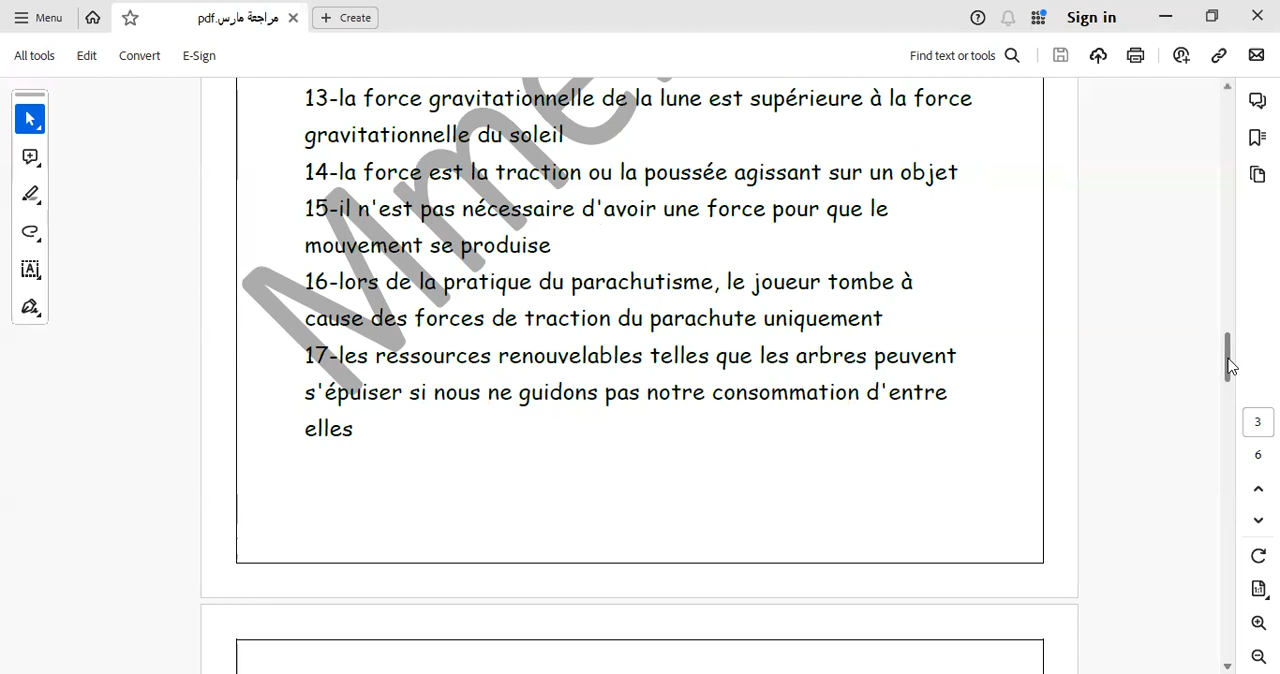 Menu
مراجعة مارس.pdf
Create
Sign in
All tools
Edit
Convert
E-Sign
Find text or tools
13-la force gravitationnelle de la lune est supérieure à la force
gravitationnelle du soleil
14-la force est la traction ou la poussée agissant sur un objet
15-il n'est pas nécessaire d'avoir une force pour que le
mouvement se produise
16-lors de la pratique du parachutisme, le joueur tombe à
cause des forces de traction du parachute uniquement
17-les ressources renouvelables telles que les arbres peuvent
s'épuiser si nous ne guidons pas notre consommation d'entre
elles
Mme
3
6